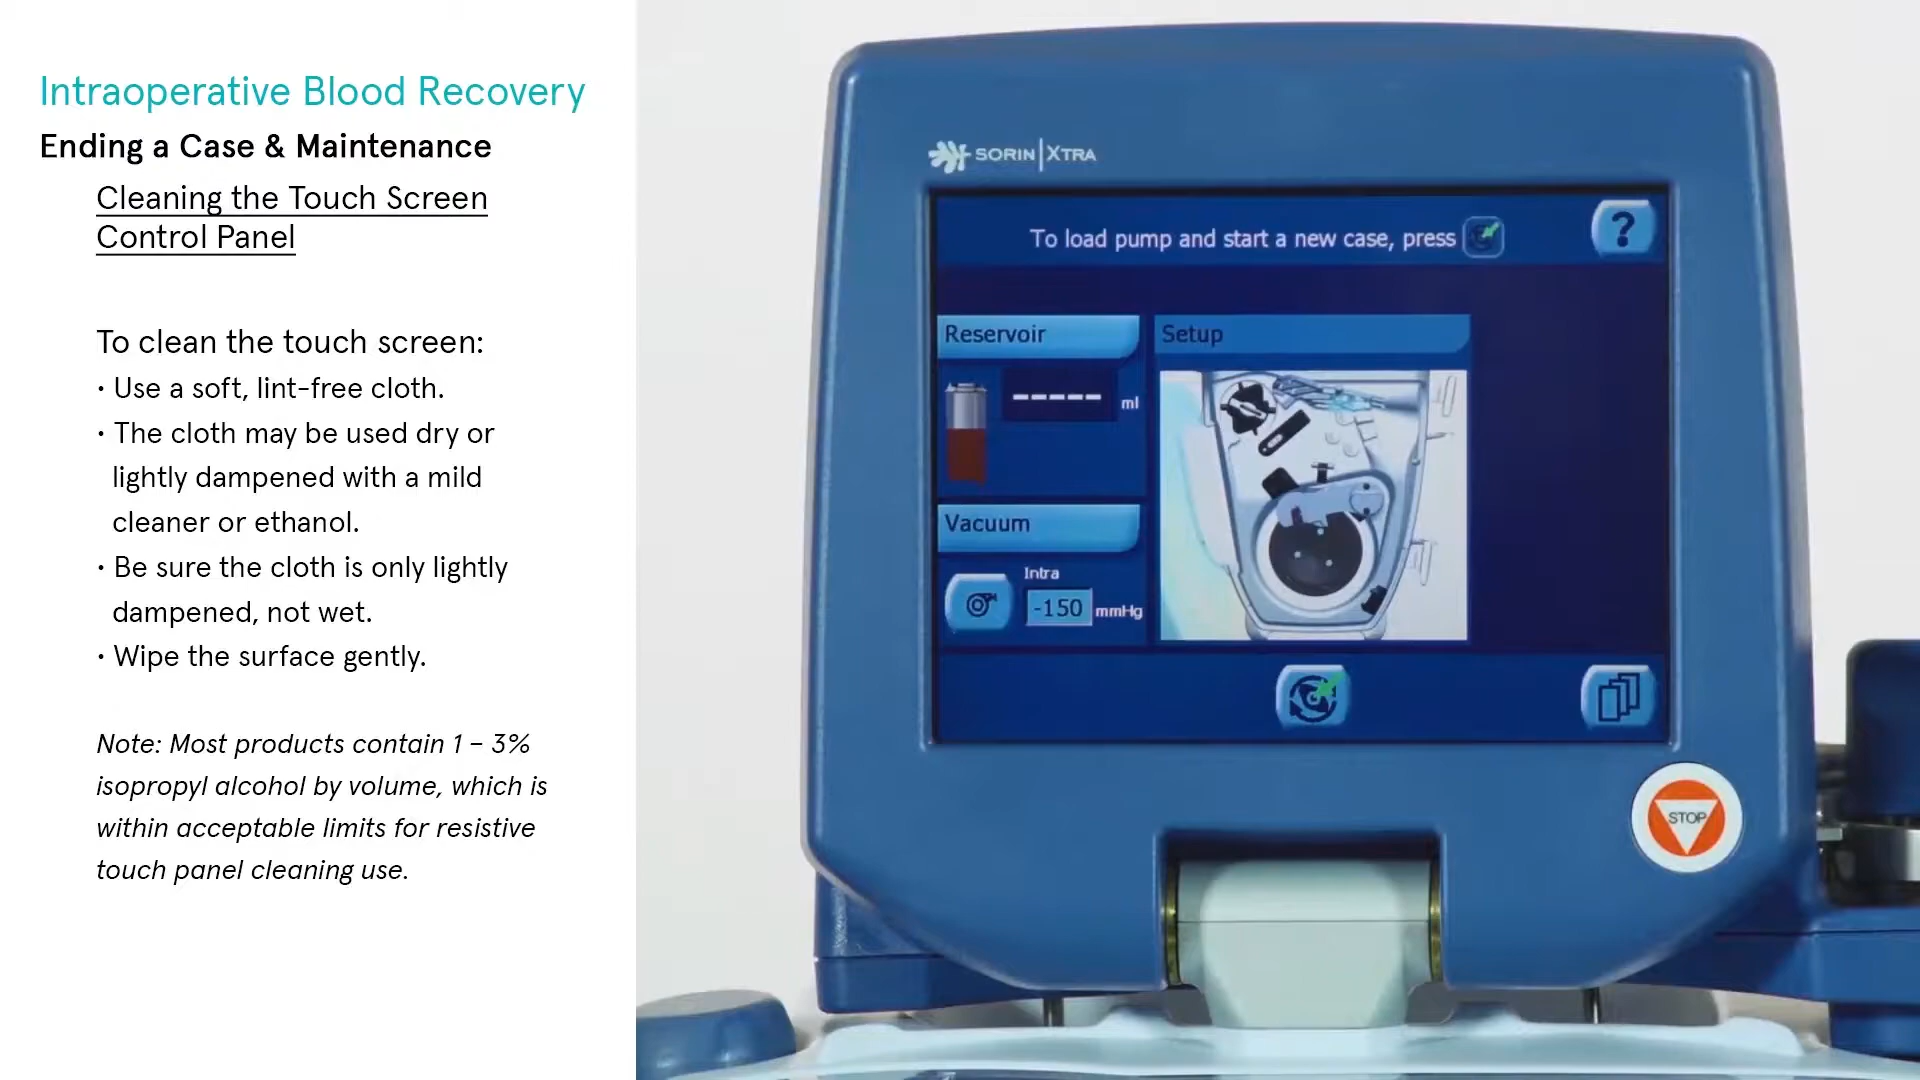 Intraoperative Blood Recovery
Ending a Case & Maintenance
Cleaning the Touch Screen
Control Panel
To clean the touch screen:
• Use a soft, lint-free cloth.
• The cloth may be used dry or
lightly dampened with a mild
cleaner or ethanol.
• Be sure the cloth is only lightly
dampened, not wet.
• Wipe the surface gently.
Note: Most products contain 1 – 3%
isopropyl alcohol by volume, which is
within acceptable limits for resistive
touch panel cleaning use.
SORIN | XTRA
To load pump and start a new case, press
?
Reservoir
Setup
----- ml
Vacuum
Intra
-150 mmHg
STOP